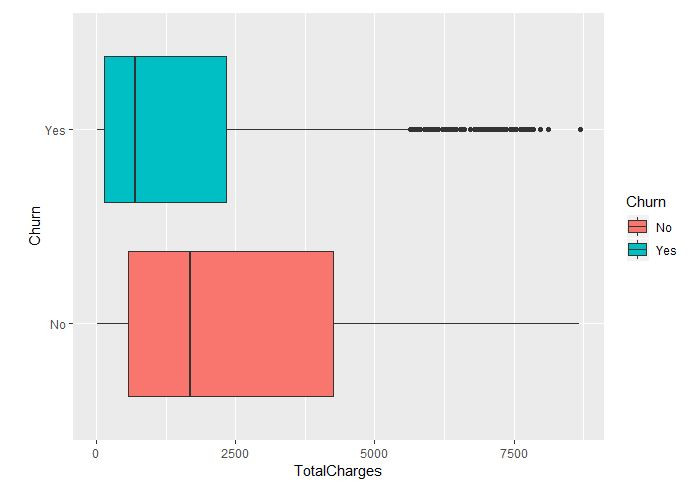 Churn
Yes
No
0
2500
5000
7500
TotalCharges
Churn
No
Yes